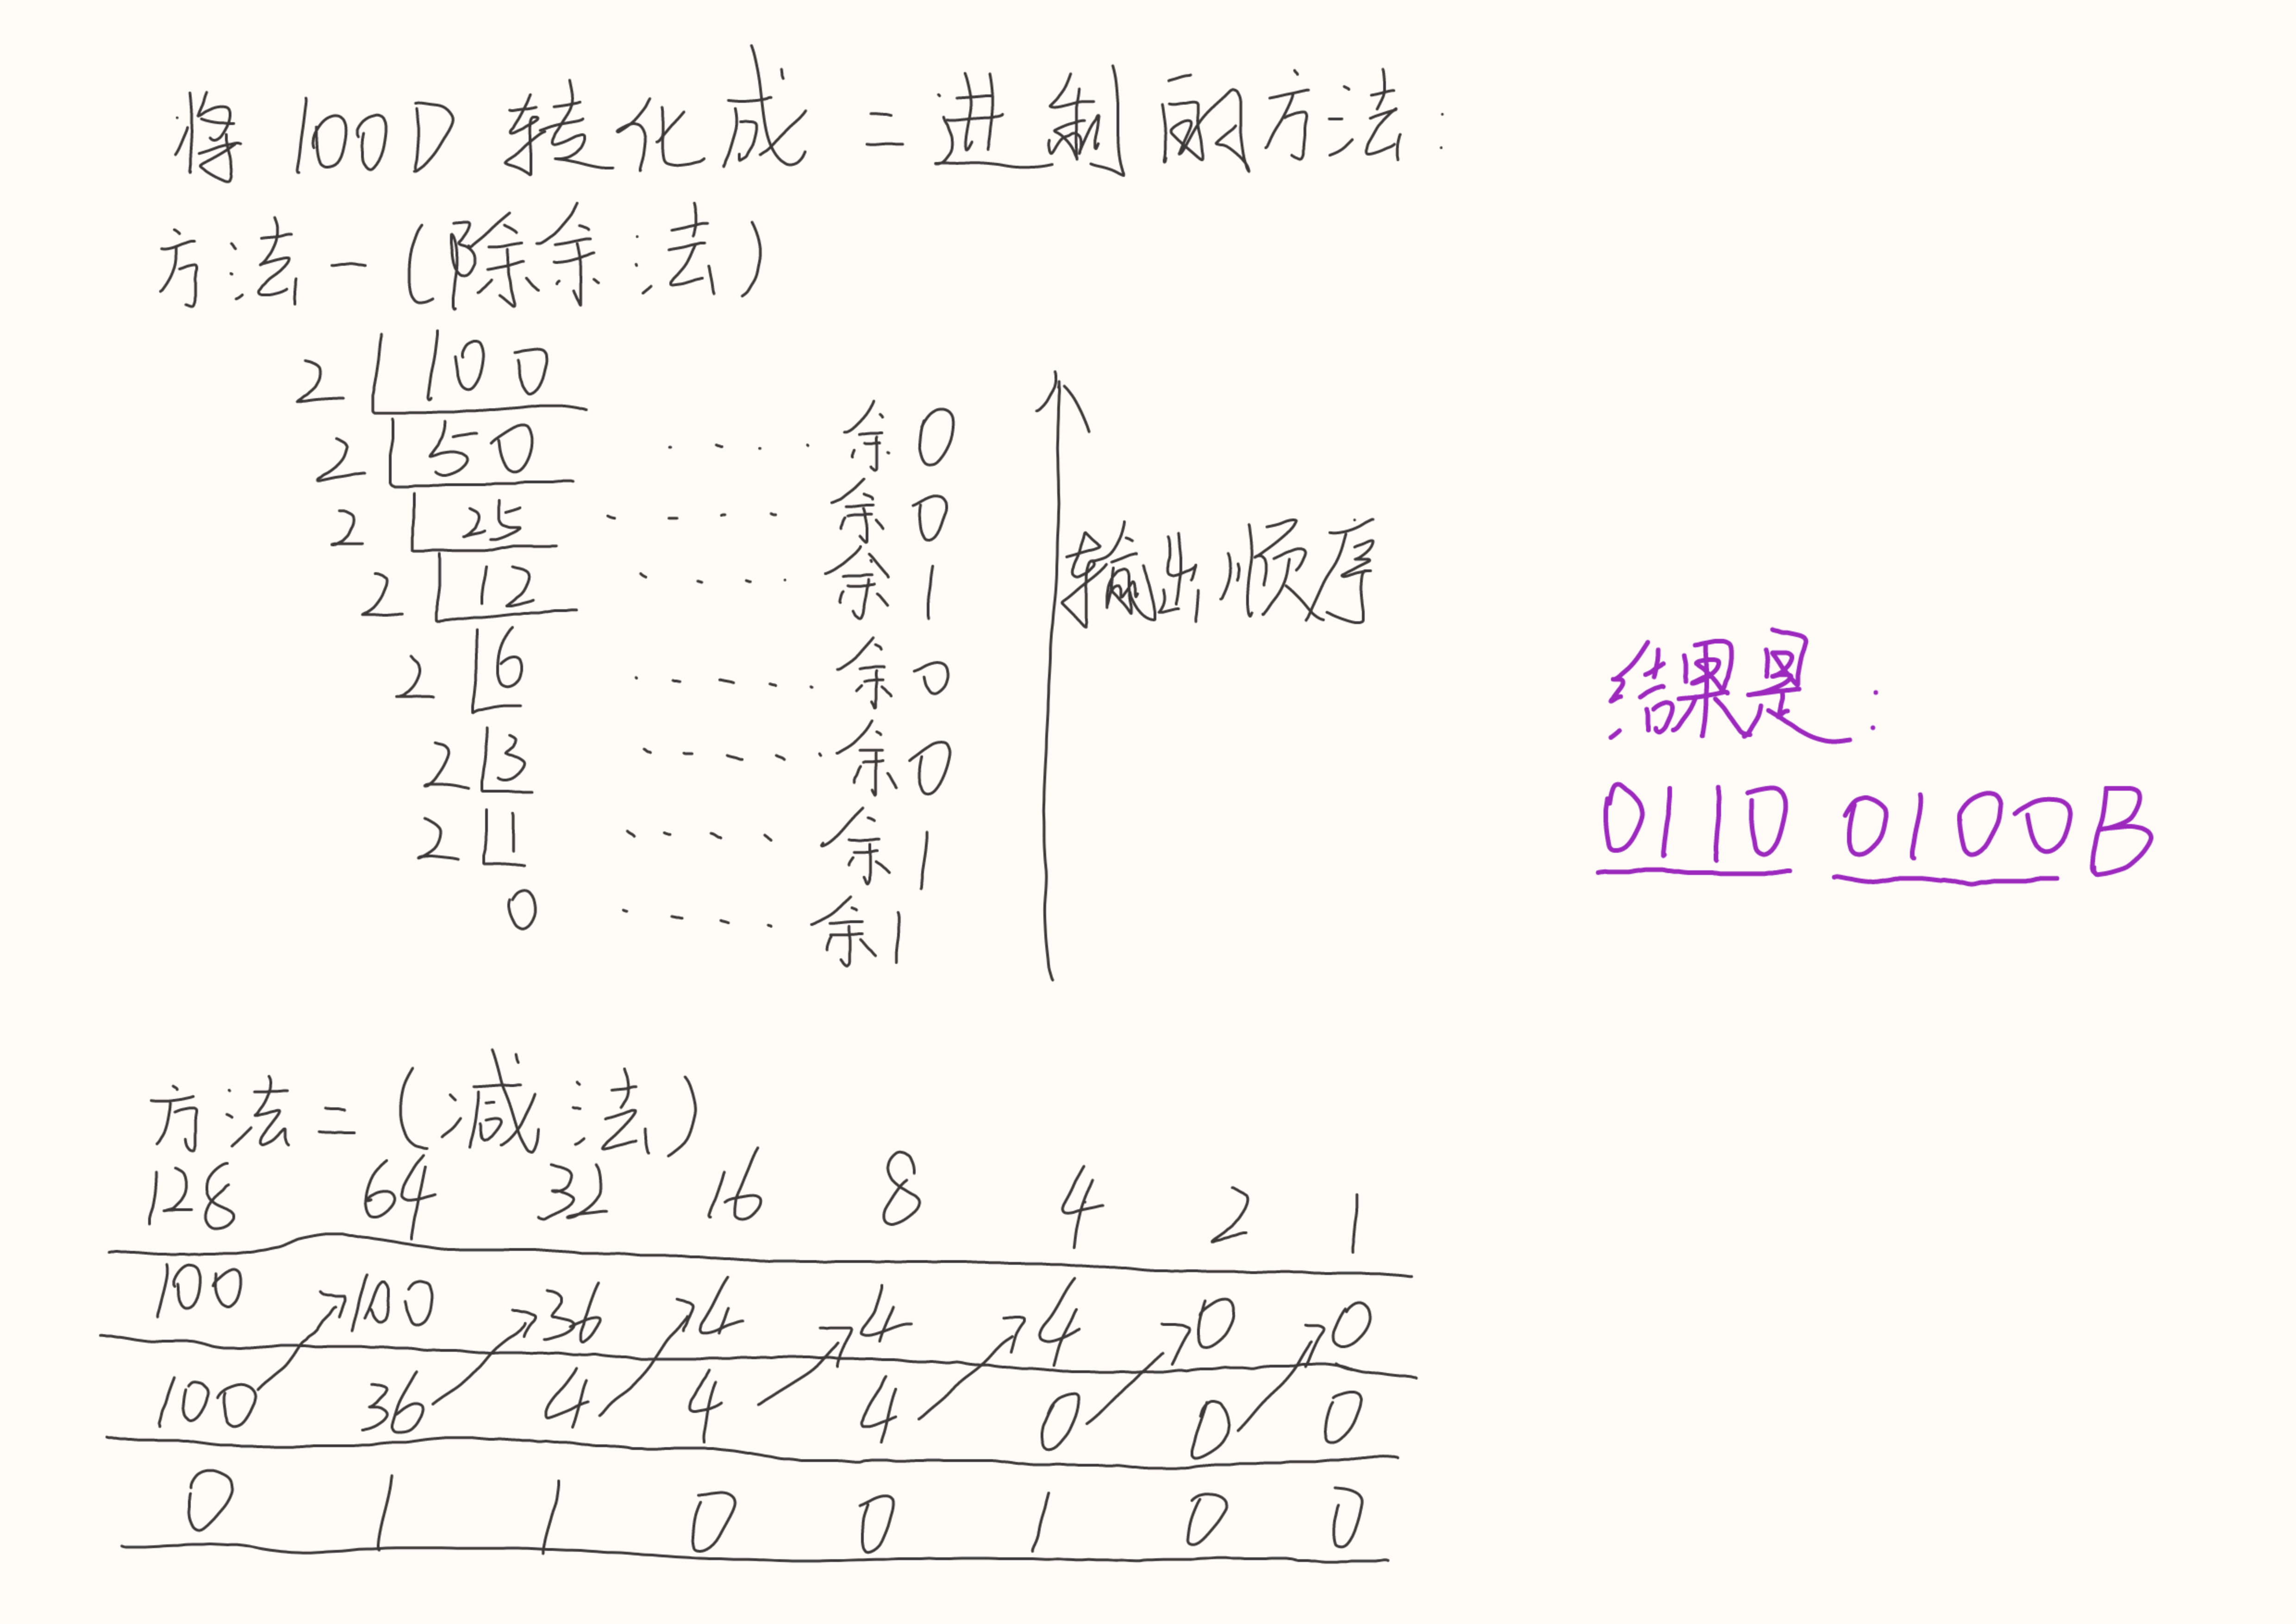 将100D转化成二进制两方法:
方法一(除余法)
2 100
2 50 ····余0
2 25 ····余0
2 12 ····余1
2 6 ·····余0
2 3 ·····余0
2 1 ····余1
0 ····余1
输出顺序
结果是:
0110 0100B
方法二(减法)
128 64 32 16 8 4 2 1
100 100 36 4 4 4 0 0
100 36 4 4 4 0 0 0
0 1 1 0 0 1 0 0